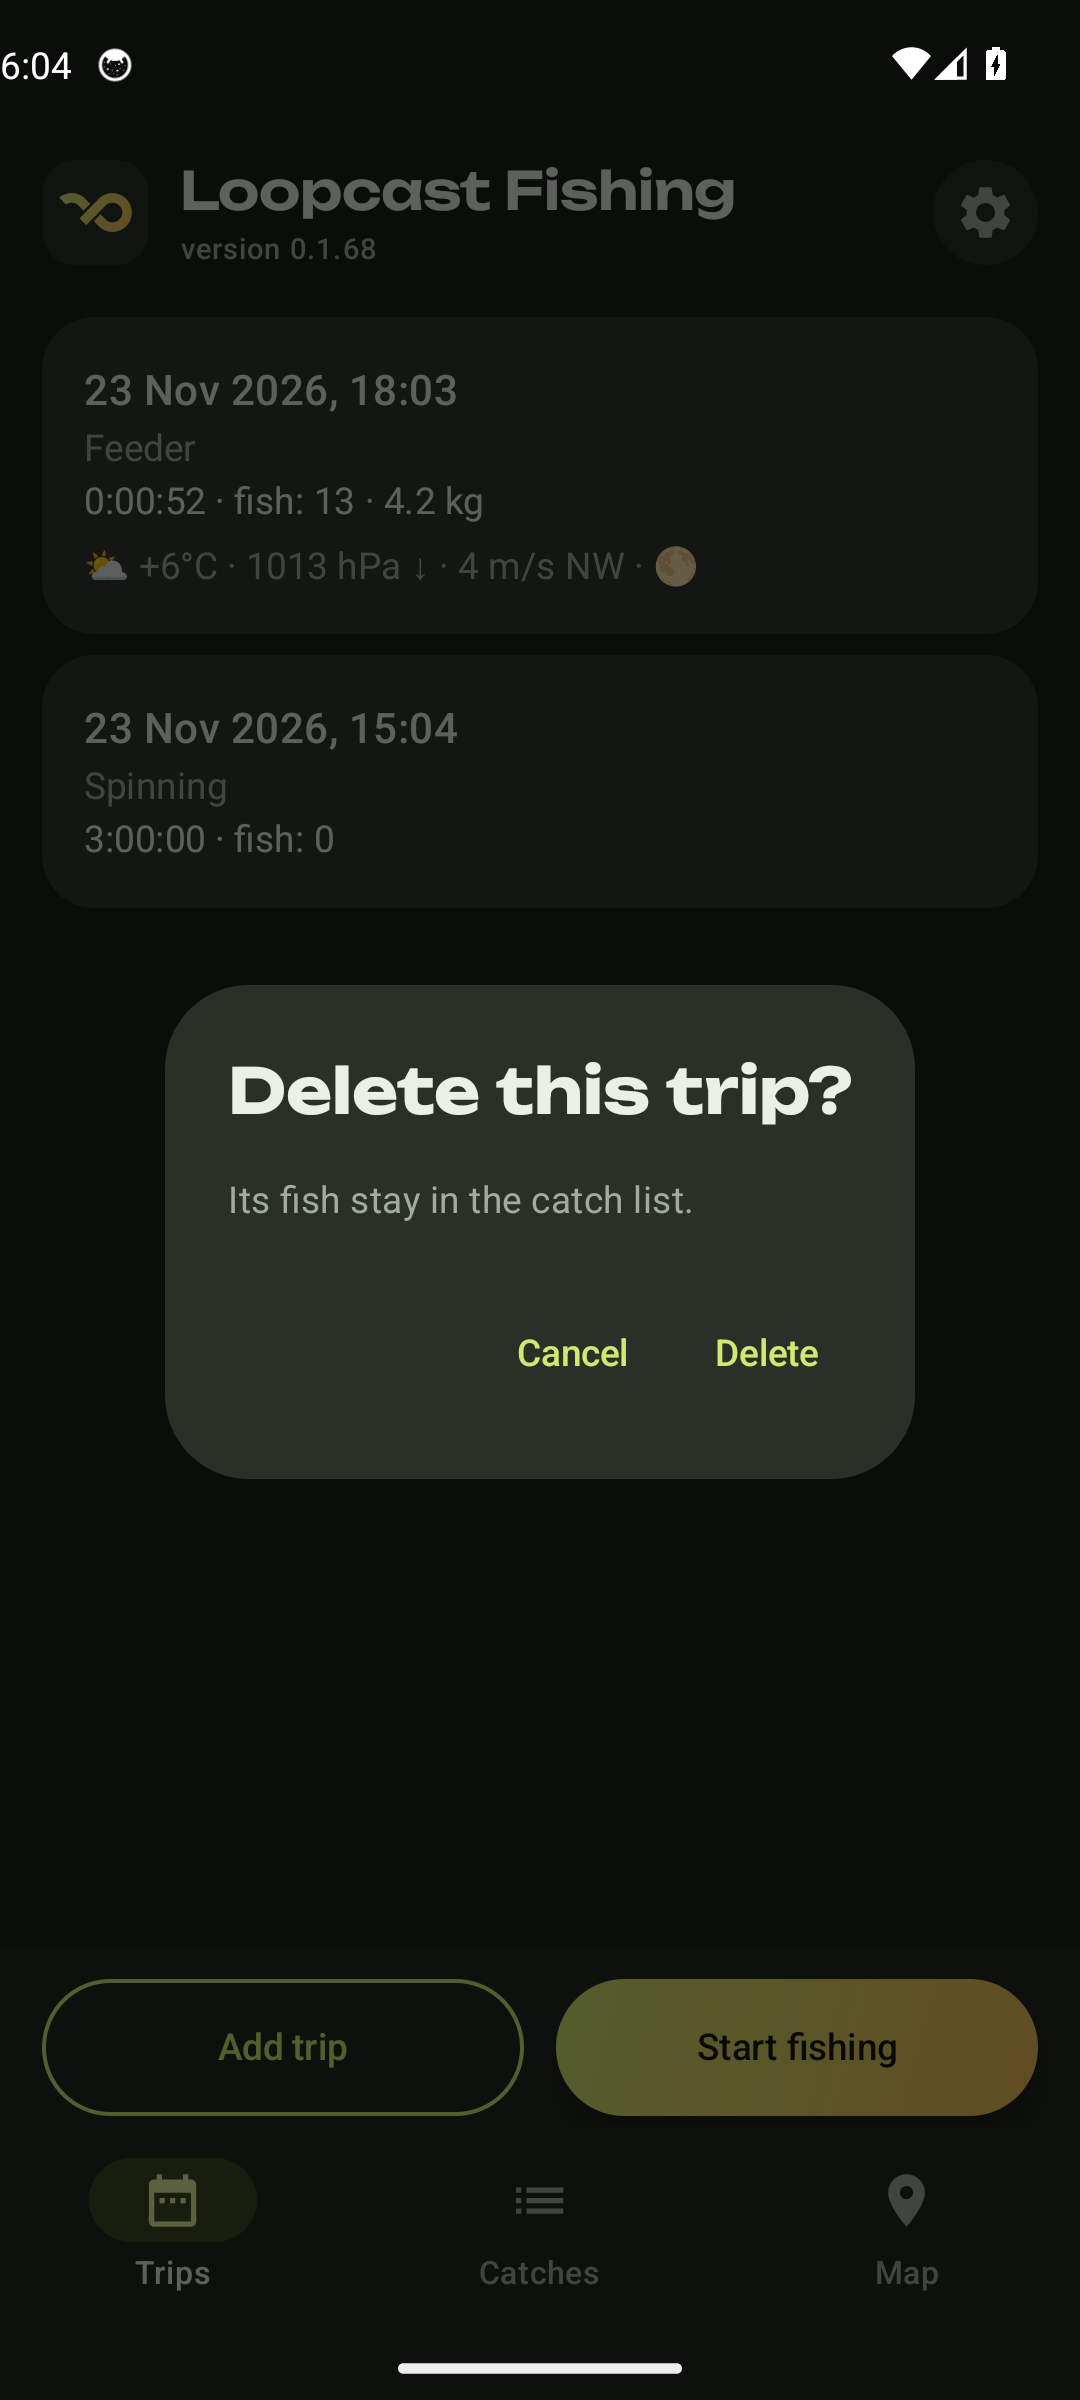 6:04
Loopcast Fishing
version 0.1.68
23 Nov 2026, 18:03
Feeder
0:00:52 · fish: 13 · 4.2 kg
+6°C · 1013 hPa ↓ · 4 m/s NW ·
23 Nov 2026, 15:04
Spinning
3:00:00 · fish: 0
Delete this trip?
Its fish stay in the catch list.
Cancel Delete
Add trip Start fishing
Trips Catches Map